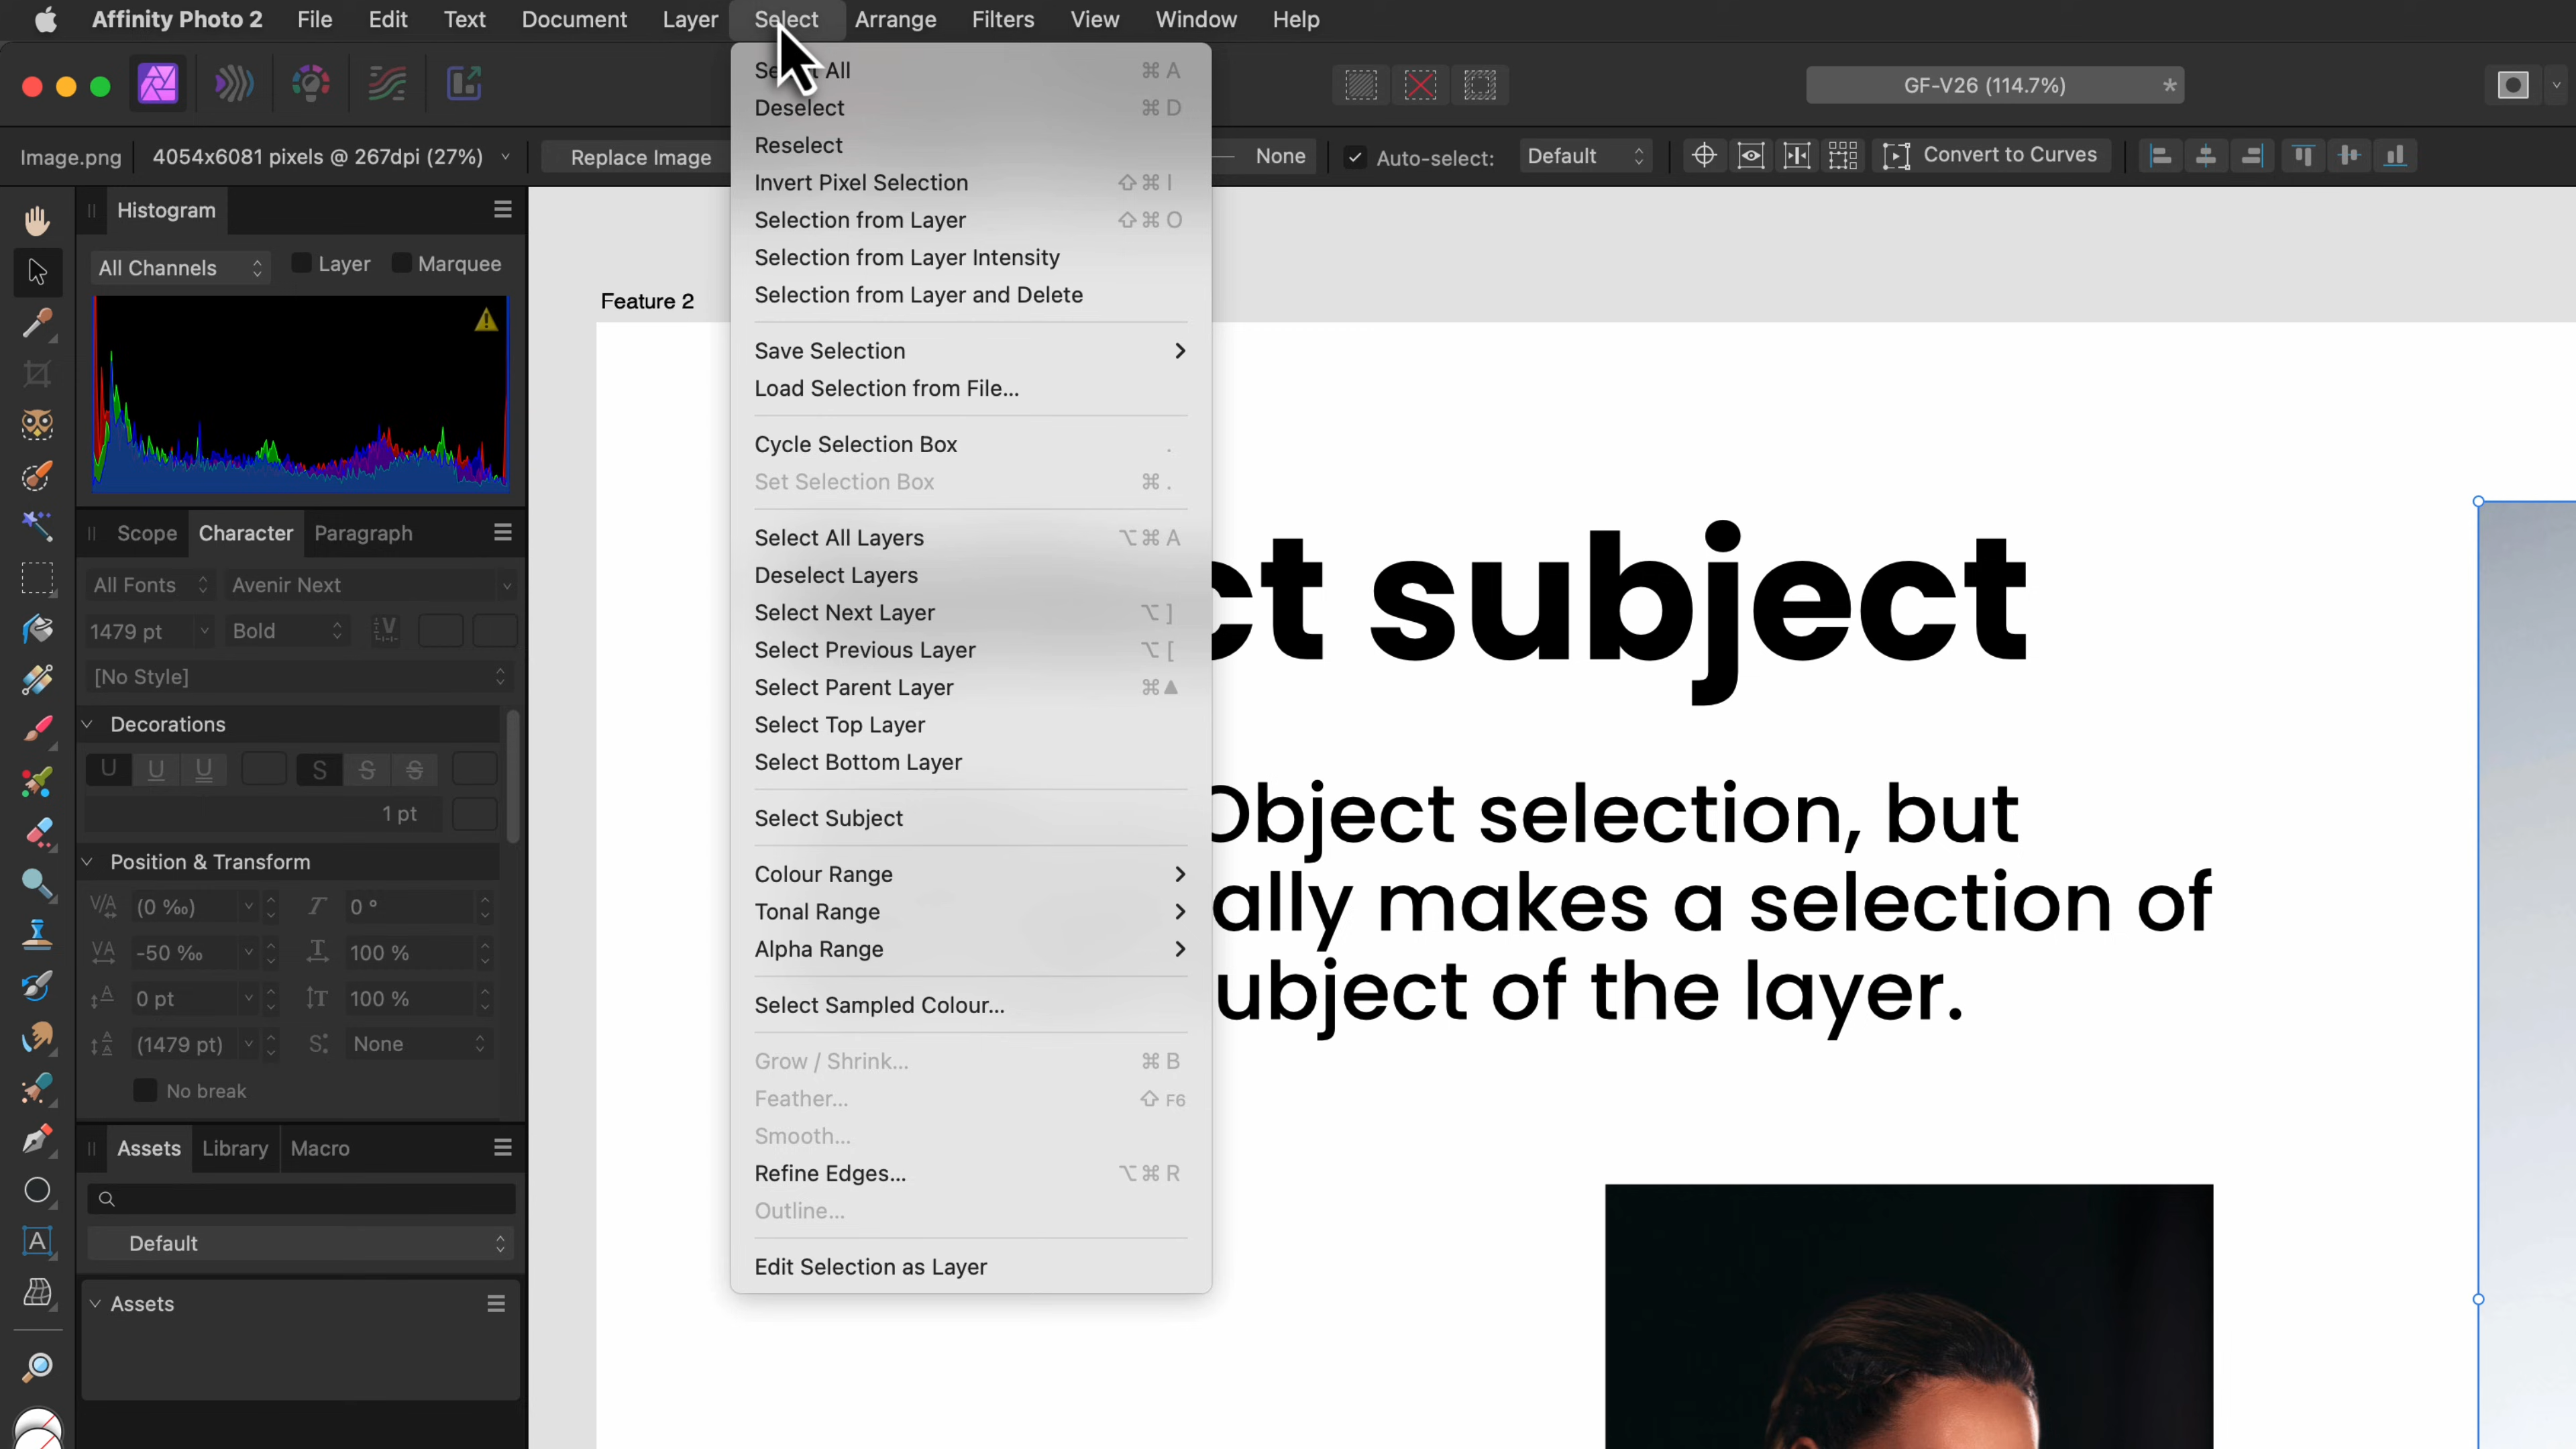 Affinity Photo 2 File Edit Text Document Layer Select Arrange Filters View Window Help
GF-V26 (114.7%) *
Image.png 4054x6081 pixels @ 267dpi (27%) Replace Image None Auto-select: Default Convert to Curves
Select All ⌘ A
Deselect ⌘ D
Reselect
Invert Pixel Selection ⇧ ⌘ I
Selection from Layer ⇧ ⌘ O
Selection from Layer Intensity
Selection from Layer and Delete
Save Selection
Load Selection from File...
Cycle Selection Box .
Set Selection Box ⌘ .
Select All Layers ⌥ ⌘ A
Deselect Layers
Select Next Layer ⌥ ]
Select Previous Layer ⌥ [
Select Parent Layer ⌘ ▲
Select Top Layer
Select Bottom Layer
Select Subject
Colour Range
Tonal Range
Alpha Range
Select Sampled Colour...
Grow / Shrink... ⌘ B
Feather... ⇧ F6
Smooth...
Refine Edges... ⌥ ⌘ R
Outline...
Edit Selection as Layer
Histogram
All Channels Layer Marquee
Scope Character Paragraph
All Fonts Avenir Next
1479 pt Bold
[No Style]
Decorations
U U U S S S
1 pt
Position & Transform
(0 ‰) 0 °
-50 ‰ 100 %
0 pt 100 %
(1479 pt) None
No break
Assets Library Macro
Default
Assets
Feature 2
ct subject
Object selection, but
ally makes a selection of
ubject of the layer.